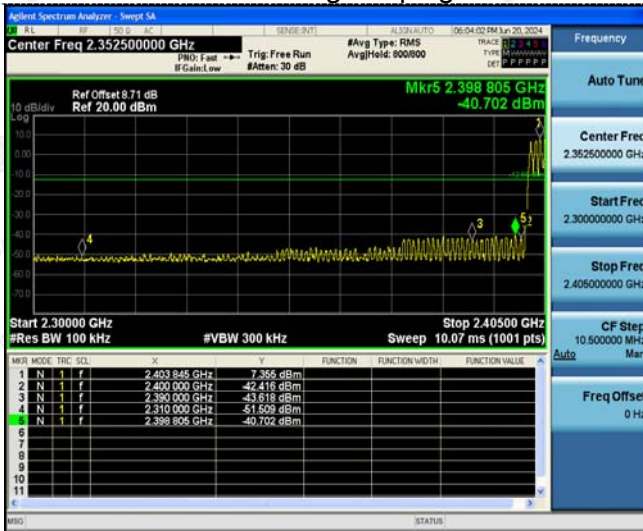 Agilent Spectrum Analyzer - Swept SA
RL RF 50 Ω AC SENSE:INT ALIGN AUTO 06:04:02 PM Jun 20, 2024
Center Freq 2.352500000 GHz
PNO: Fast
IFGain:Low
Trig: Free Run
#Atten: 30 dB
#Avg Type: RMS
Avg|Hold: 800/800
TRACE 1 2 3 4 5
TYPE
DET P P P P P
Frequency
Ref Offset 8.71 dB
Ref 20.00 dBm
10 dB/div
Log
Mkr5 2.398 805 GHz
-40.702 dBm
Auto Tune
10.0
0.00
-10.0
-20.0
-30.0
-40.0
-50.0
-60.0
-70.0
4
3
5
2
Center Freq
2.352500000 GHz
Start Freq
2.300000000 GHz
Stop Freq
2.405000000 GHz
CF Step
10.500000 MHz
Auto Man
Freq Offset
0 Hz
Start 2.30000 GHz
Stop 2.40500 GHz
#Res BW 100 kHz
#VBW 300 kHz
Sweep 10.07 ms (1001 pts)
MKR MODE TRC SCL X Y FUNCTION FUNCTION WIDTH FUNCTION VALUE
1 N 1 f 2.403 845 GHz 7.355 dBm
2 N 1 f 2.400 000 GHz -42.416 dBm
3 N 1 f 2.390 000 GHz -43.618 dBm
4 N 1 f 2.310 000 GHz -51.509 dBm
5 N 1 f 2.398 805 GHz -40.702 dBm
6
7
8
9
10
11
MSG
STATUS